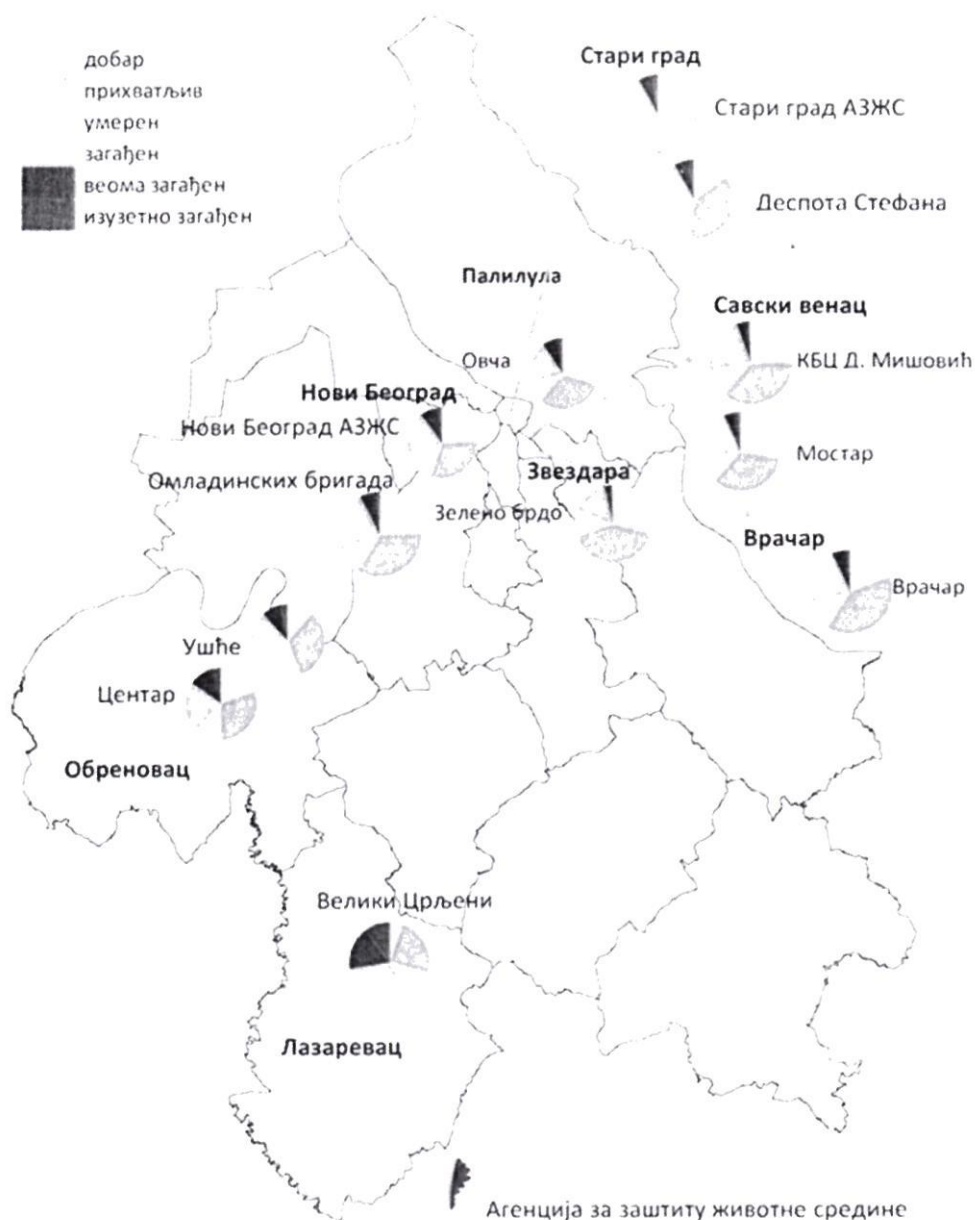 добар
прихватљив
умерен
загађен
веома загађен
изузетно загађен
Стари град
Стари град АЗЖС
Деспота Стефана
Палилула
Савски венац
Овча
КБЦ Д. Мишовић
Нови Београд
Нови Београд АЗЖС
Мостар
Омладинских бригада
Звездара
Зелено брдо
Врачар
Врачар
Ушће
Центар
Обреновац
Велики Црљени
Лазаревац
Агенција за заштиту животне средине